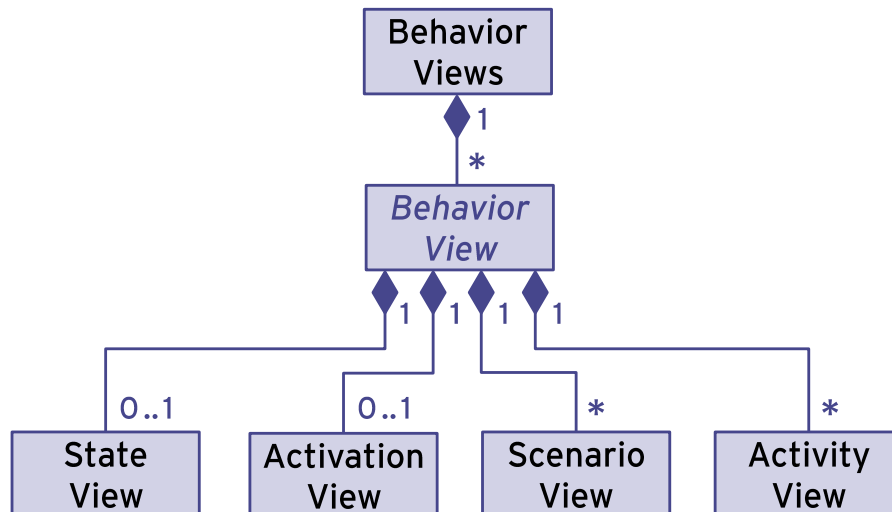 Behavior
Views
1
*
Behavior
View
1 1 1 1
0..1 0..1 * *
State
View
Activation
View
Scenario
View
Activity
View